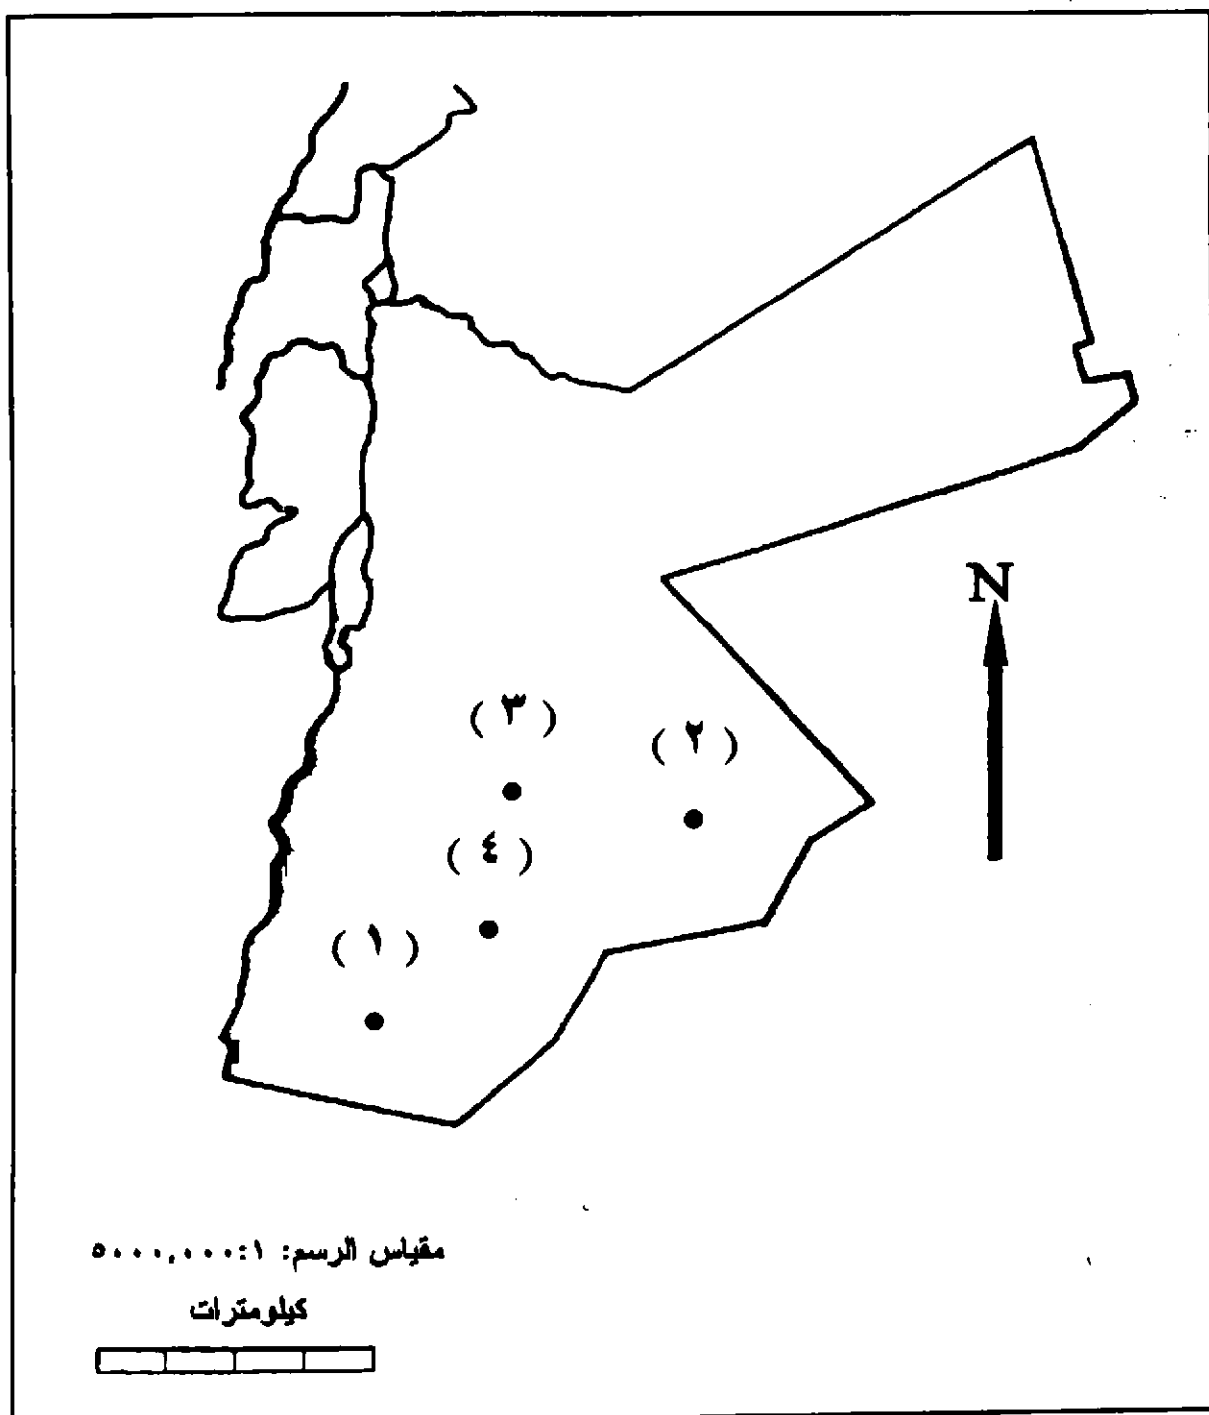 N
( ٣ )
( ٢ )
( ٤ )
( ١ )
مقياس الرسم: ١:٥٠٠٠,٠٠٠
كيلومترات